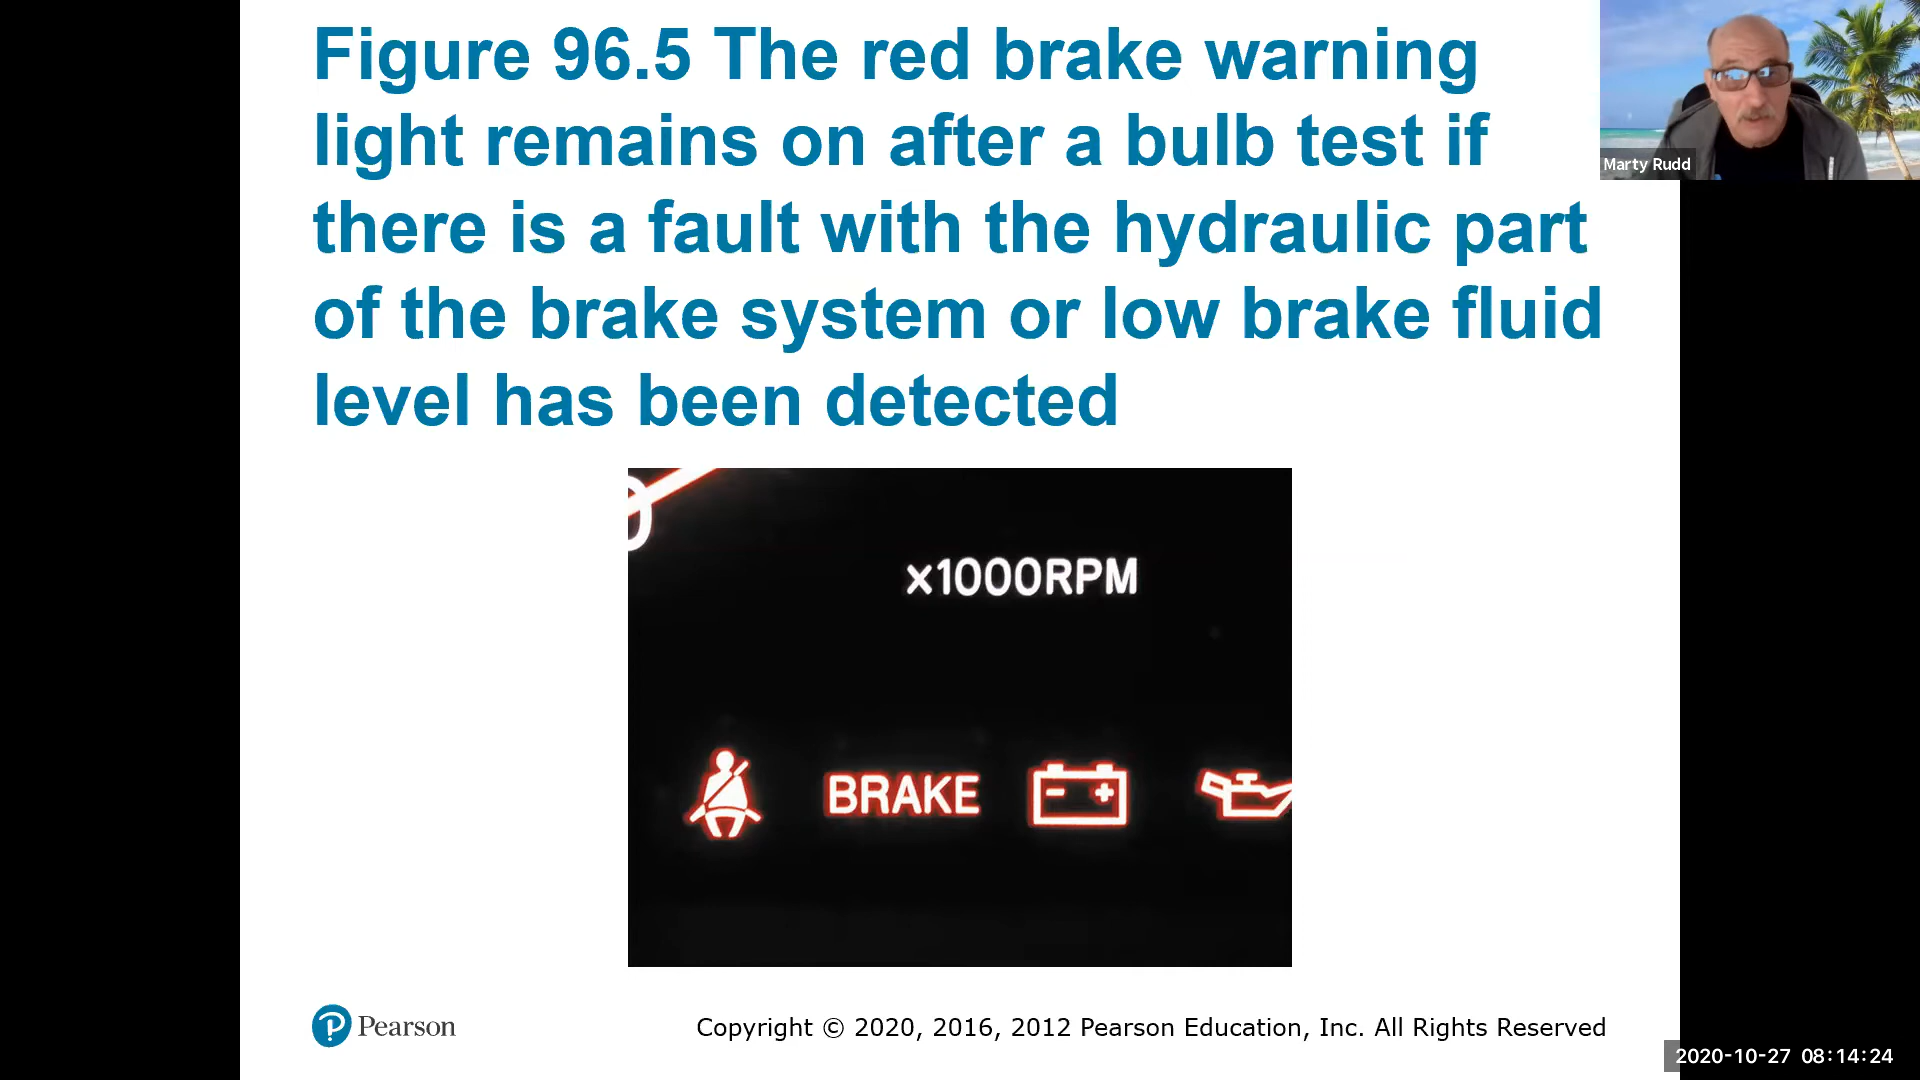 Figure 96.5 The red brake warning
light remains on after a bulb test if
there is a fault with the hydraulic part
of the brake system or low brake fluid
level has been detected
Marty Rudd
x1000RPM
BRAKE
Pearson
Copyright © 2020, 2016, 2012 Pearson Education, Inc. All Rights Reserved
2020-10-27 08:14:24